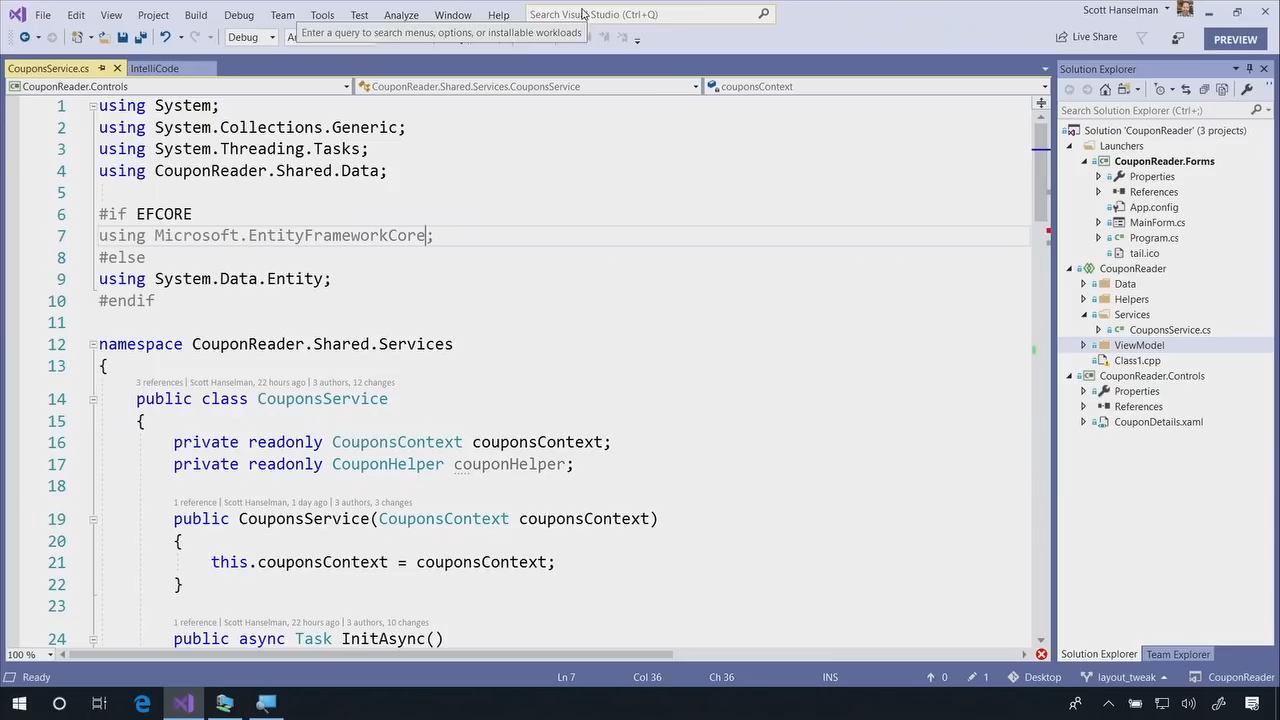 File Edit View Project Build Debug Team Tools Test Analyze Window Help
Search Visual Studio (Ctrl+Q)
Scott Hanselman
Enter a query to search menus, options, or installable workloads
Debug
Live Share
PREVIEW
CouponsService.cs
IntelliCode
CouponReader.Controls
CouponReader.Shared.Services.CouponsService
couponsContext
1 using System;
2 using System.Collections.Generic;
3 using System.Threading.Tasks;
4 using CouponReader.Shared.Data;
5
6 #if EFCORE
7 using Microsoft.EntityFrameworkCore;
8 #else
9 using System.Data.Entity;
10 #endif
11
12 namespace CouponReader.Shared.Services
13 {
3 references | Scott Hanselman, 22 hours ago | 3 authors, 12 changes
14 public class CouponsService
15 {
16 private readonly CouponsContext couponsContext;
17 private readonly CouponHelper couponHelper;
18
1 reference | Scott Hanselman, 1 day ago | 3 authors, 3 changes
19 public CouponsService(CouponsContext couponsContext)
20 {
21 this.couponsContext = couponsContext;
22 }
23
1 reference | Scott Hanselman, 22 hours ago | 3 authors, 10 changes
24 public async Task InitAsync()
100 %
Solution Explorer
Search Solution Explorer (Ctrl+;)
Solution 'CouponReader' (3 projects)
Launchers
CouponReader.Forms
Properties
References
App.config
MainForm.cs
Program.cs
tail.ico
CouponReader
Data
Helpers
Services
CouponsService.cs
ViewModel
Class1.cpp
CouponReader.Controls
Properties
References
CouponDetails.xaml
Solution Explorer Team Explorer
Ready
Ln 7
Col 36
Ch 36
INS
0
1
Desktop
layout_tweak
CouponReader